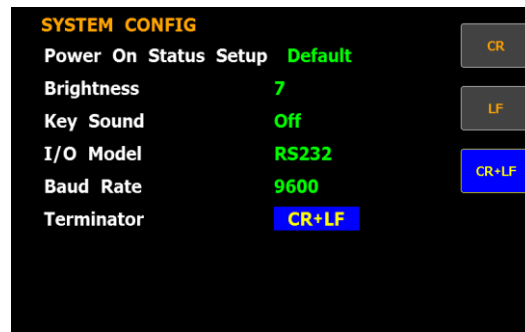 SYSTEM CONFIG
Power On Status Setup Default
Brightness 7
Key Sound Off
I/O Model RS232
Baud Rate 9600
Terminator CR+LF
CR
LF
CR+LF